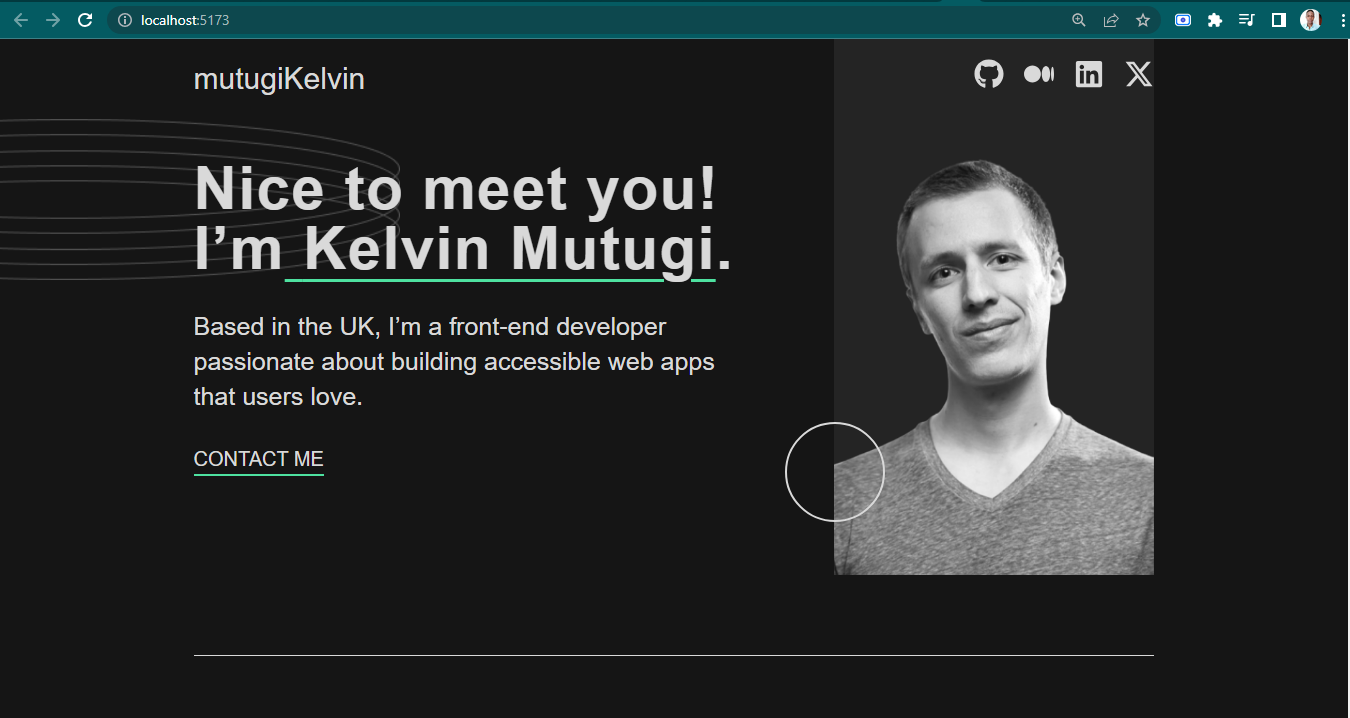 localhost:5173
mutugiKelvin
Nice to meet you!
I’m Kelvin Mutugi.
Based in the UK, I’m a front-end developer
passionate about building accessible web apps
that users love.
CONTACT ME